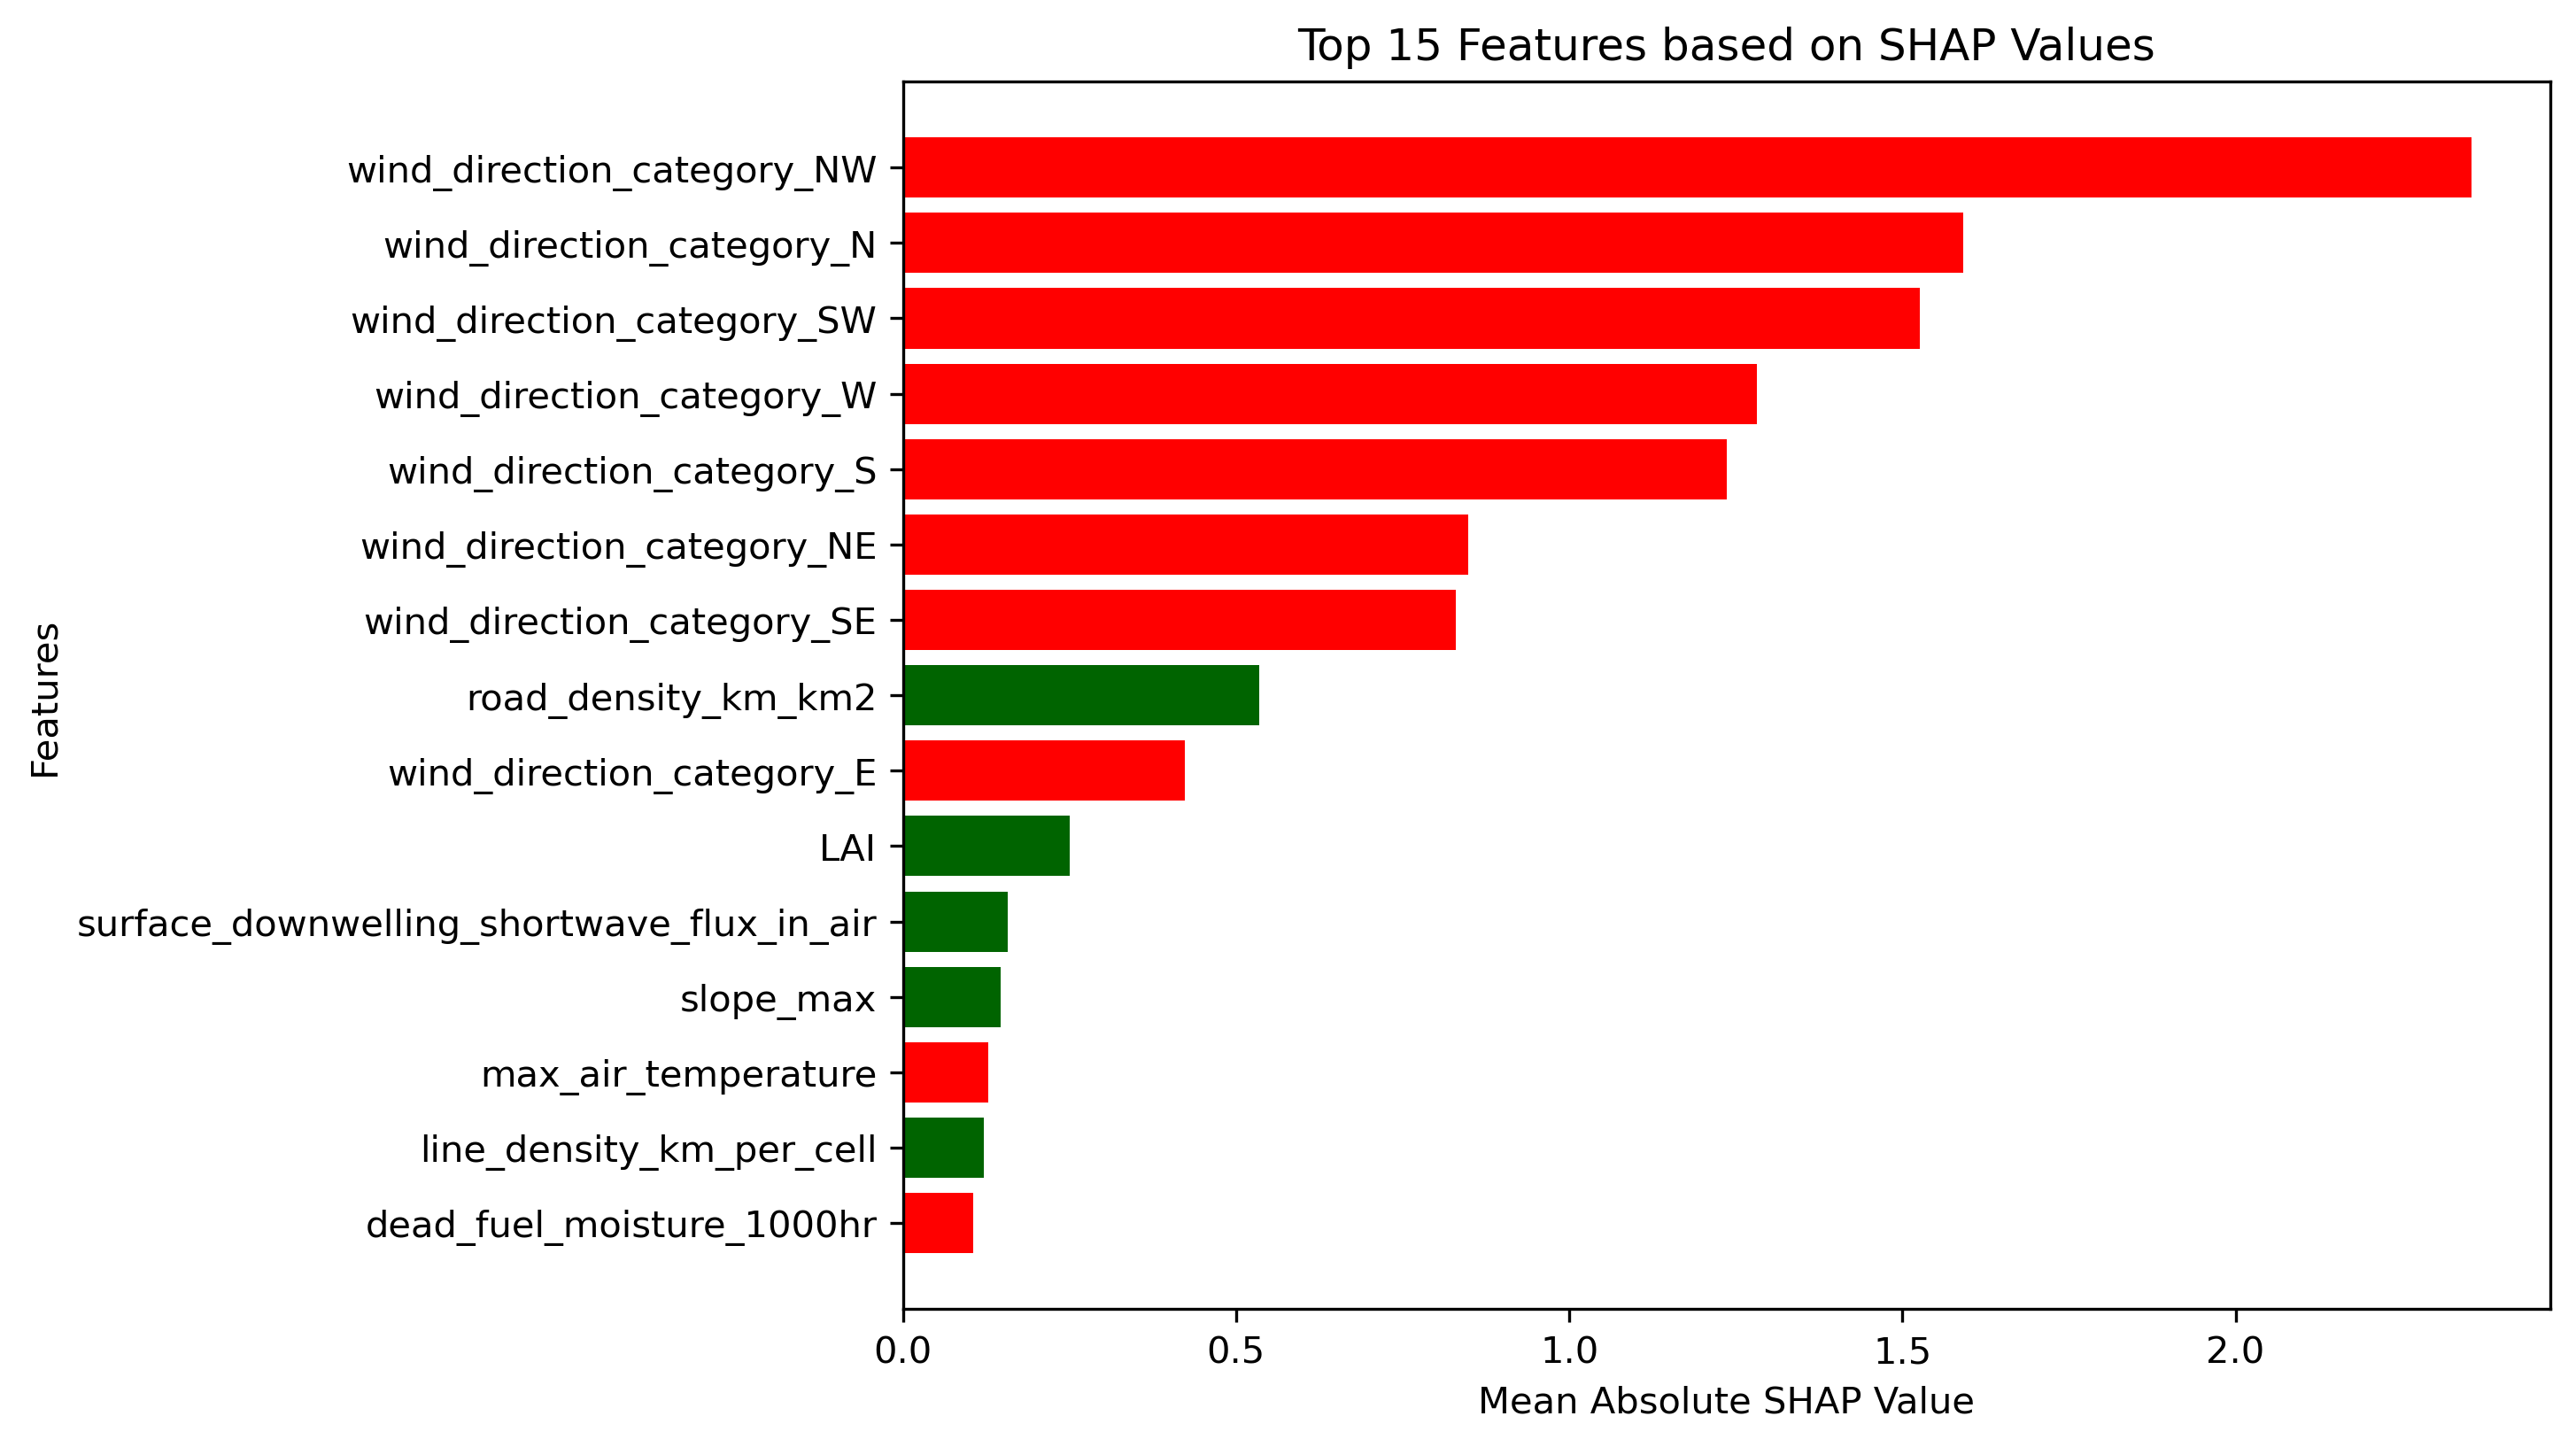 Top 15 Features based on SHAP Values
wind_direction_category_NW
wind_direction_category_N
wind_direction_category_SW
wind_direction_category_W
wind_direction_category_S
wind_direction_category_NE
wind_direction_category_SE
road_density_km_km2
wind_direction_category_E
LAI
surface_downwelling_shortwave_flux_in_air
slope_max
max_air_temperature
line_density_km_per_cell
dead_fuel_moisture_1000hr
Features
0.0 0.5 1.0 1.5 2.0
Mean Absolute SHAP Value